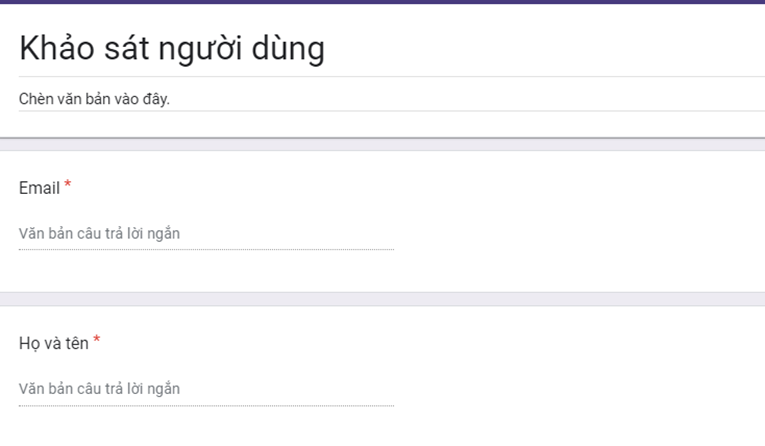 Khảo sát người dùng
Chèn văn bản vào đây.
Email *
Văn bản câu trả lời ngắn
Họ và tên *
Văn bản câu trả lời ngắn